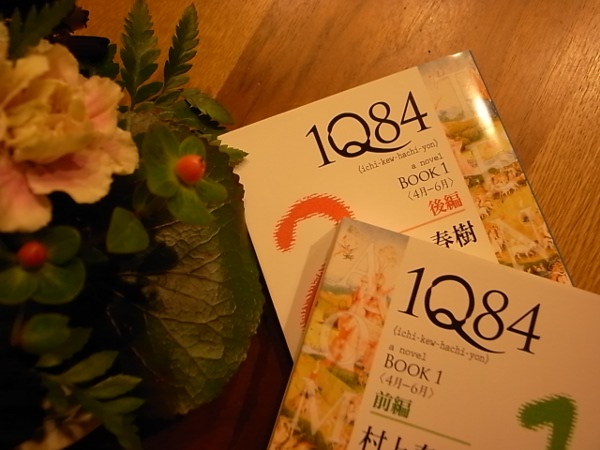 1Q84
(ichi-kew-hachi-yon)
a novel
BOOK 1
〈4月−6月〉
後編
春樹
1Q84
(ichi-kew-hachi-yon)
a novel
BOOK 1
〈4月−6月〉
前編
村上春
1